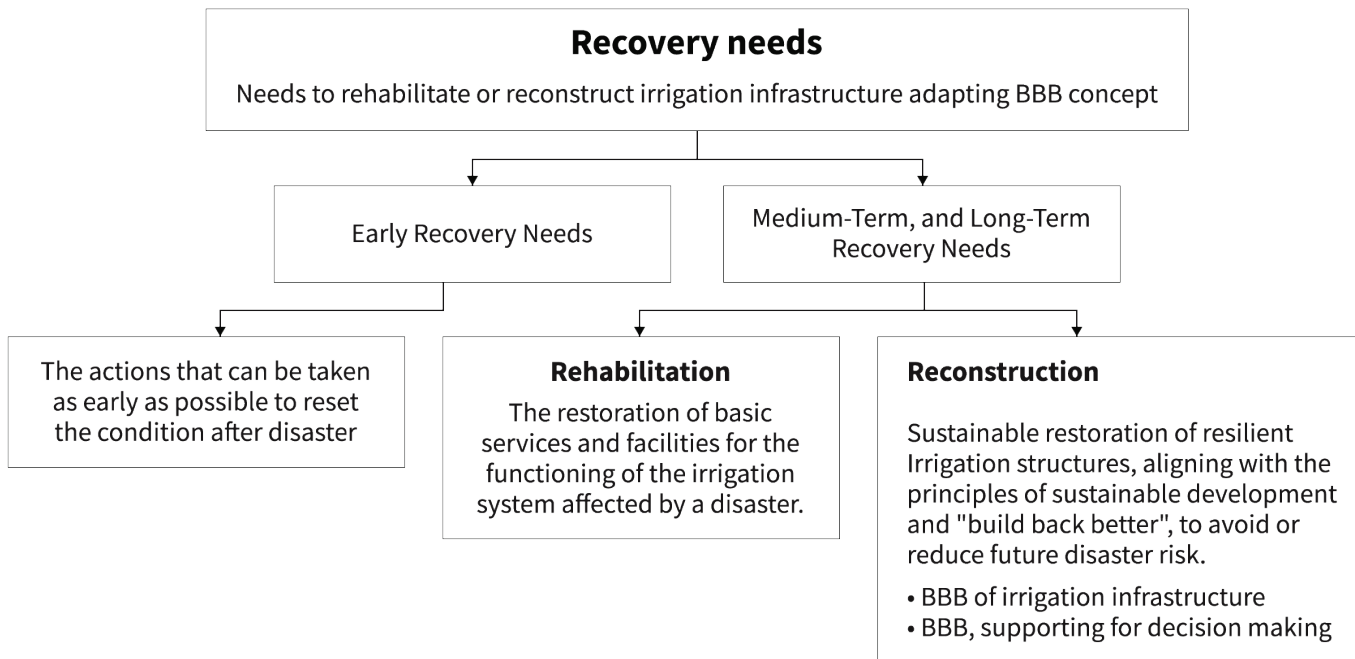 Recovery needs
Needs to rehabilitate or reconstruct irrigation infrastructure adapting BBB concept
Early Recovery Needs
Medium-Term, and Long-Term
Recovery Needs
The actions that can be taken
as early as possible to reset
the condition after disaster
Rehabilitation
The restoration of basic
services and facilities for the
functioning of the irrigation
system affected by a disaster.
Reconstruction
Sustainable restoration of resilient
Irrigation structures, aligning with the
principles of sustainable development
and "build back better", to avoid or
reduce future disaster risk.
• BBB of irrigation infrastructure
• BBB, supporting for decision making